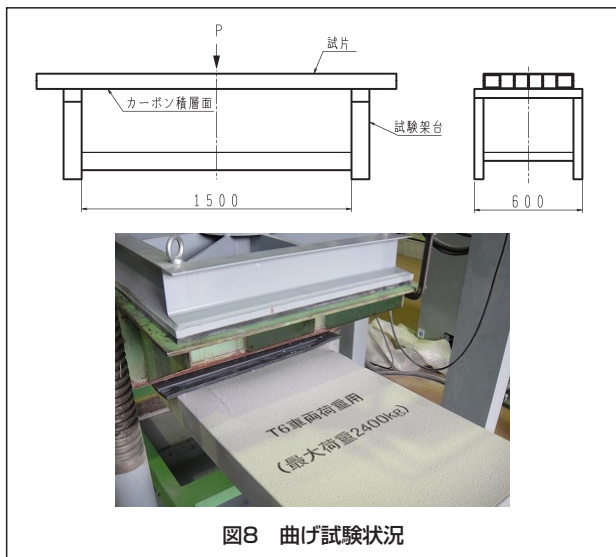 P
試片
カーボン積層面
試験架台
1500
600
T6車両荷重用
(最大荷重2400kg)
図8 曲げ試験状況